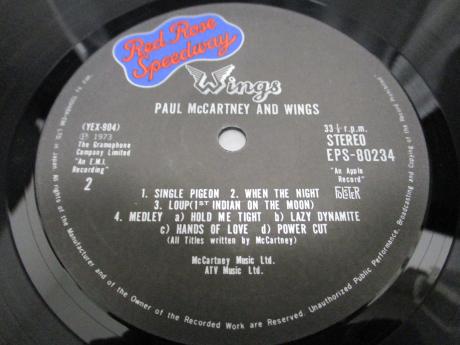 Red Rose
Speedway
Wings
PAUL McCARTNEY AND WINGS
(YEX-904)
Ⓟ 1973
The Gramophone
Company Limited
"An E.M.I.
Recording"
2
33⅓ r.p.m.
STEREO
EPS-80234
"An Apple
Record"
1. SINGLE PIGEON 2. WHEN THE NIGHT
3. LOUP(1ST INDIAN ON THE MOON)
4. MEDLEY a) HOLD ME TIGHT b) LAZY DYNAMITE
c) HANDS OF LOVE d) POWER CUT
(All Titles written by McCartney)
McCartney Music Ltd.
ATV Music Ltd.
All Rights of the Manufacturer and of the Owner of the Recorded Work are Reserved. Unauthorized Public Performance, Broadcasting and Copying of